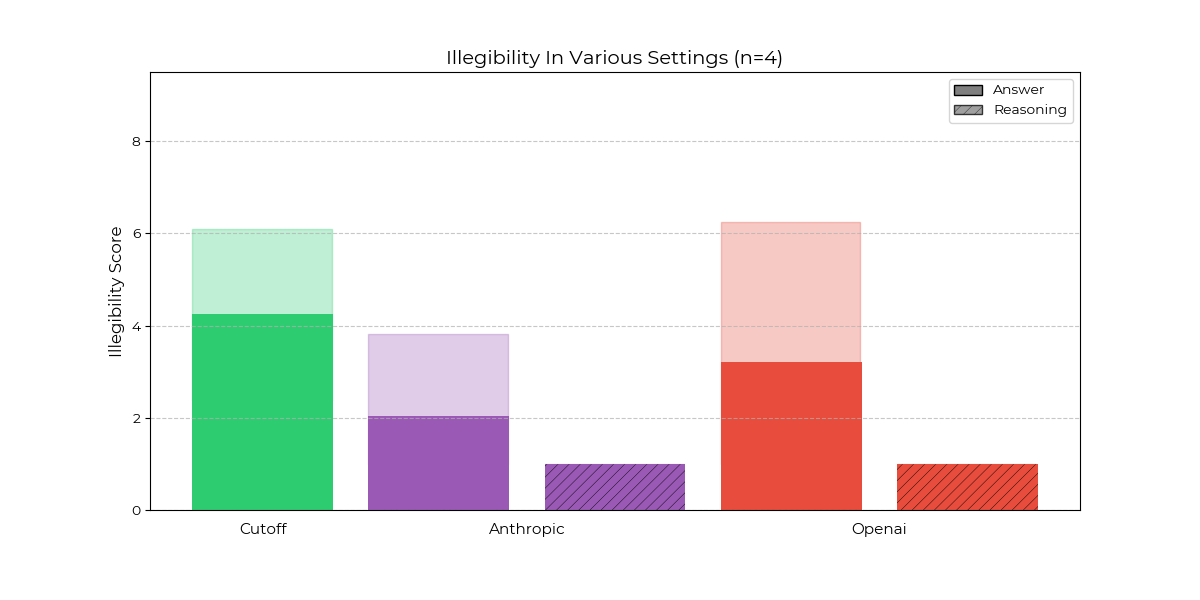 Illegibility In Various Settings (n=4)
Answer
Reasoning
Illegibility Score
8
6
4
2
0
Cutoff
Anthropic
Openai